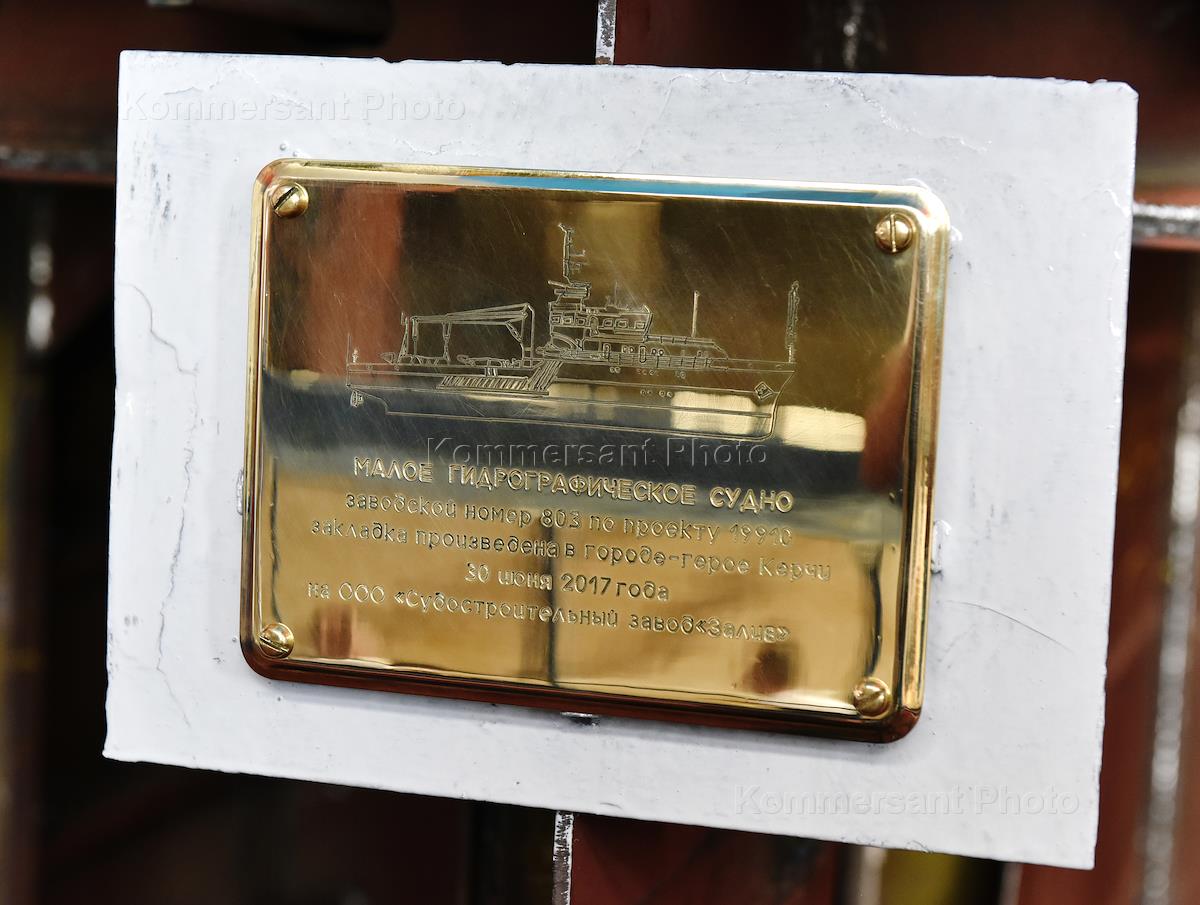 Kommersant Photo
Kommersant Photo
МАЛОЕ ГИДРОГРАФИЧЕСКОЕ СУДНО
заводской номер 803 по проекту 19910
закладка произведена в городе-герое Керчи
30 июня 2017 года
на ООО «Судостроительный завод«Залив»
Kommersant Photo